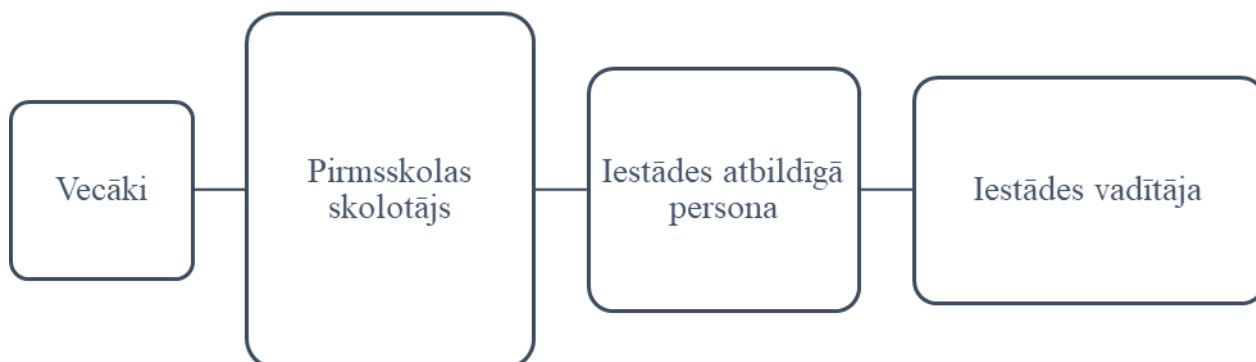 Vecāki
Pirmsskolas
skolotājs
Iestādes atbildīgā
persona
Iestādes vadītāja